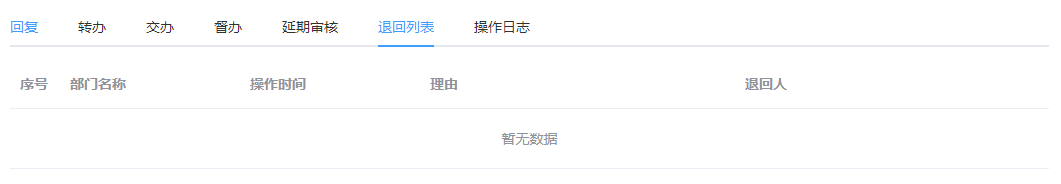 回复 转办 交办 督办 延期审核 退回列表 操作日志
序号 部门名称 操作时间 理由 退回人
暂无数据